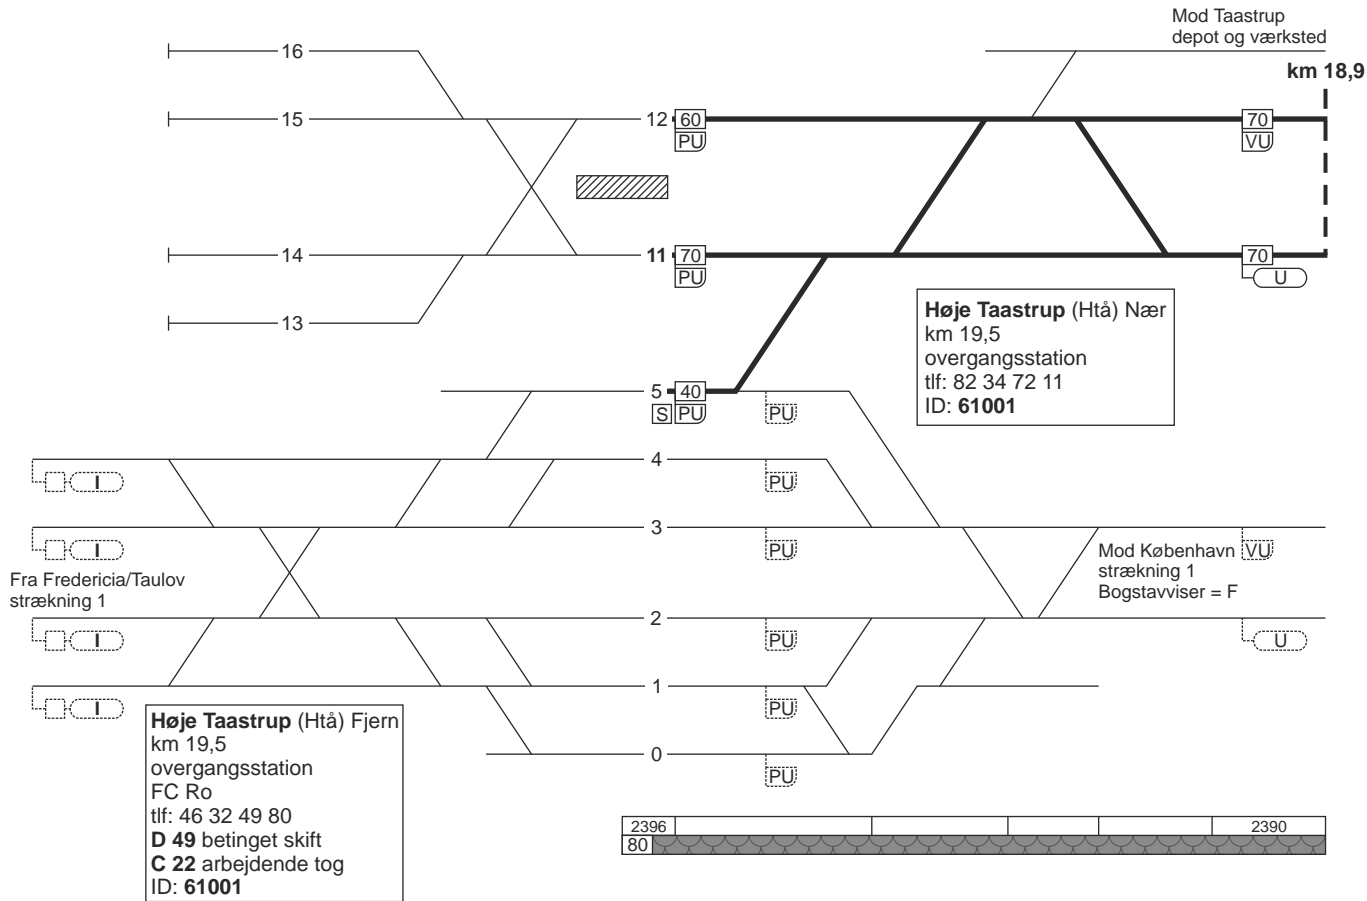 Mod Taastrup
depot og værksted
16
km 18,9
15
12 60
70
PU
VU
14
11 70
70
PU
U
13
Høje Taastrup (Htå) Nær
km 19,5
overgangsstation
tlf: 82 34 72 11
ID: 61001
5 40
S PU
PU
4
I
PU
3
I
PU
VU
Mod København
strækning 1
Bogstavviser = F
Fra Fredericia/Taulov
strækning 1
2
I
PU
U
1
I
PU
0
PU
Høje Taastrup (Htå) Fjern
km 19,5
overgangsstation
FC Ro
tlf: 46 32 49 80
D 49 betinget skift
C 22 arbejdende tog
ID: 61001
2396
2390
80